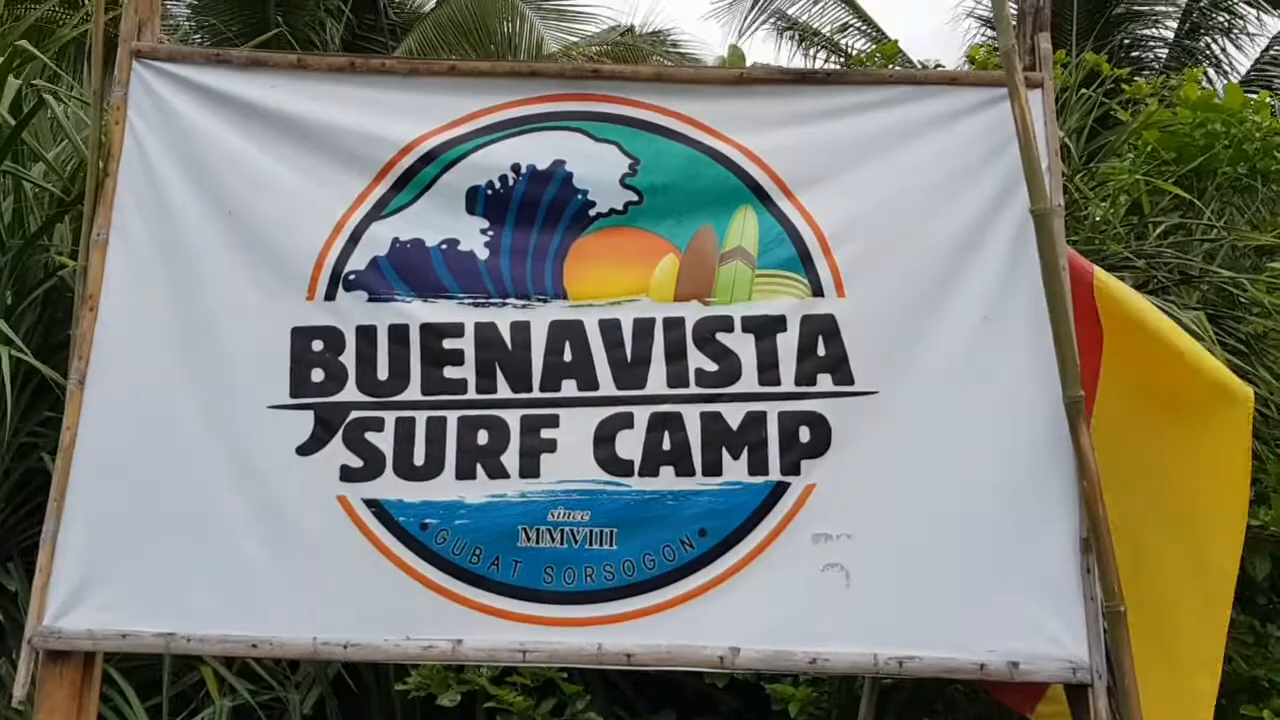 BUENAVISTA
SURF CAMP
since
MMVIII
GUBAT SORSOGON